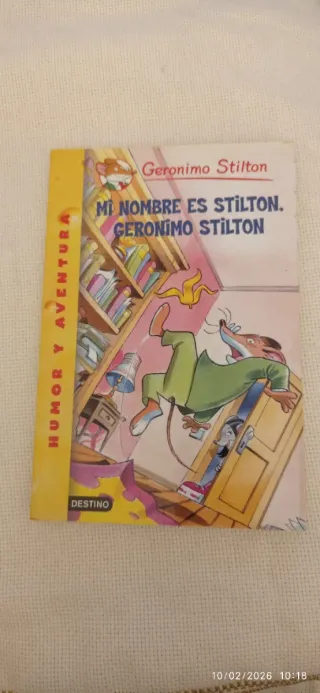 Geronimo Stilton
Mi NOMBRE ES STiLTON.
GERONiMO STiLTON
HUMOR Y AVENTURA
DESTINO
10/02/2026 10:18